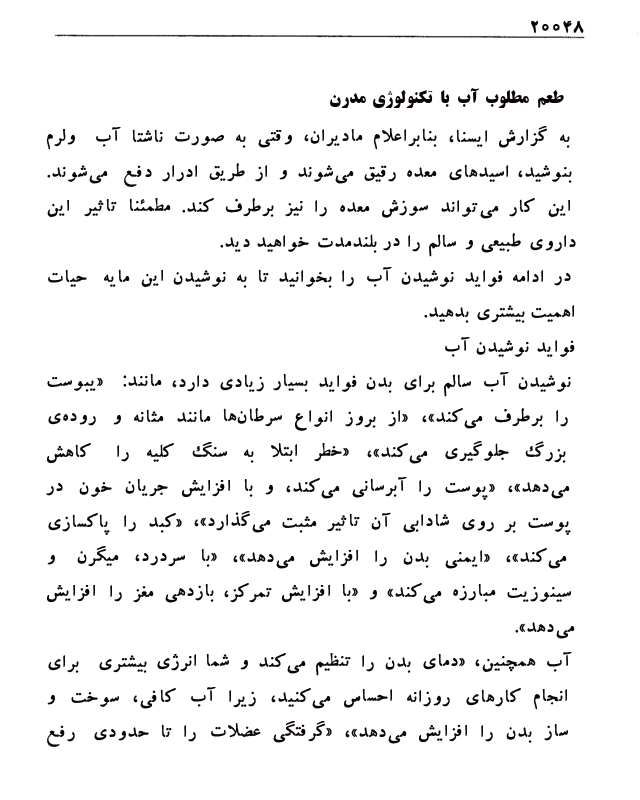 ۲۰۰۴۸
طعم مطلوب آب با تکنولوژی مدرن
به گزارش ایسنا، بنابراعلام مادیران، وقتی به صورت ناشتا آب ولرم
بنوشید، اسیدهای معده رقیق می‌شوند و از طریق ادرار دفع می‌شوند.
این کار می‌تواند سوزش معده را نیز برطرف کند. مطمئنا تاثیر این
داروی طبیعی و سالم را در بلندمدت خواهید دید.
در ادامه فواید نوشیدن آب را بخوانید تا به نوشیدن این مایه حیات
اهمیت بیشتری بدهید.
فواید نوشیدن آب
نوشیدن آب سالم برای بدن فواید بسیار زیادی دارد، مانند: «یبوست
را برطرف می‌کند»، «از بروز انواع سرطان‌ها مانند مثانه و روده‌ی
بزرگ جلوگیری می‌کند»، «خطر ابتلا به سنگ کلیه را کاهش
می‌دهد»، «پوست را آبرسانی می‌کند، و با افزایش جریان خون در
پوست بر روی شادابی آن تاثیر مثبت می‌گذارد»، «کبد را پاکسازی
می‌کند»، «ایمنی بدن را افزایش می‌دهد»، «با سردرد، میگرن و
سینوزیت مبارزه می‌کند» و «با افزایش تمرکز، بازدهی مغز را افزایش
می‌دهد».
آب همچنین، «دمای بدن را تنظیم می‌کند و شما انرژی بیشتری برای
انجام کارهای روزانه احساس می‌کنید، زیرا آب کافی، سوخت و
ساز بدن را افزایش می‌دهد»، «گرفتگی عضلات را تا حدودی رفع